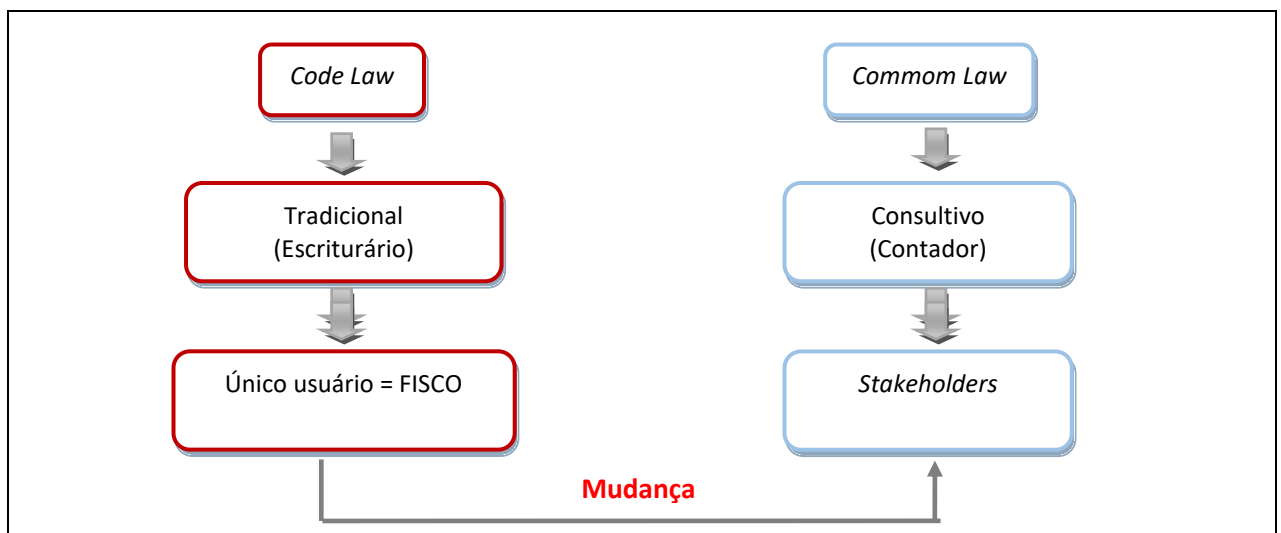 Code Law
Commom Law
Tradicional
(Escriturário)
Consultivo
(Contador)
Único usuário = FISCO
Stakeholders
Mudança